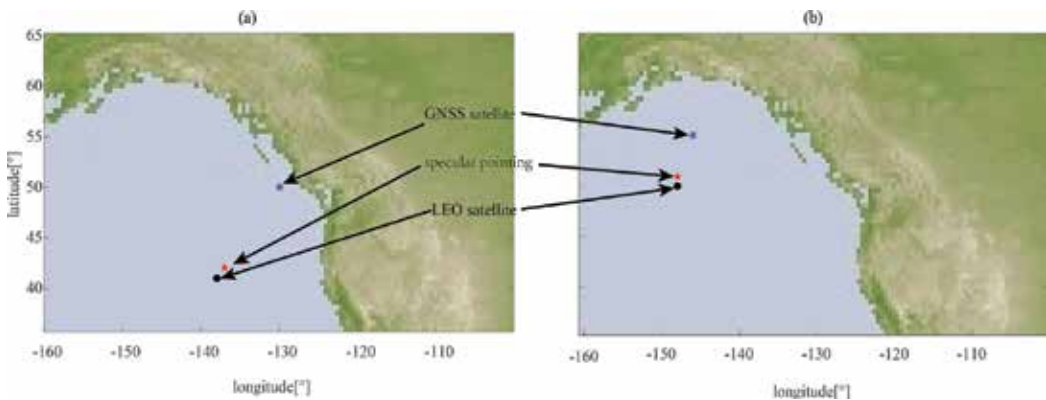 (a)
(b)
65
60
55
50
45
40
latitude[°]
GNSS satellite
specular pointing
LEO satellite
-160
-150
-140
-130
-120
-110
longitude[°]
-160
-150
-140
-130
-120
-110
longitude[°]